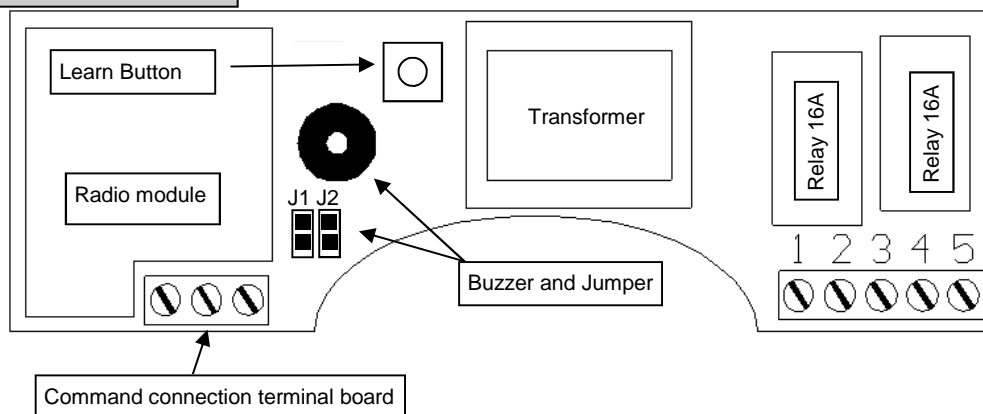 Learn Button
Transformer
Relay 16A
Relay 16A
Radio module
J1 J2
1 2 3 4 5
Buzzer and Jumper
Command connection terminal board